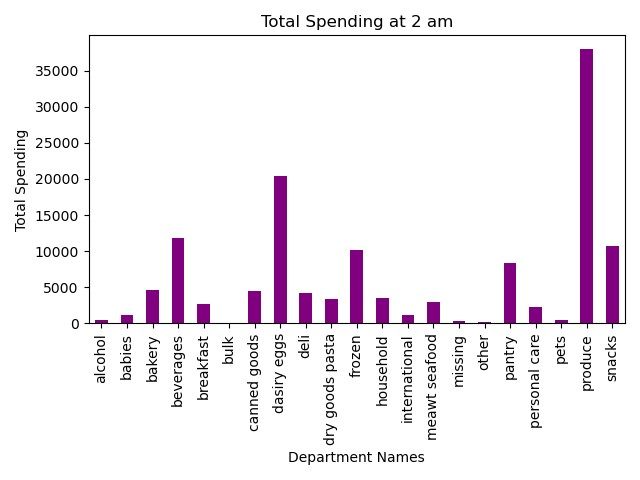 Total Spending at 2 am
Total Spending
35000
30000
25000
20000
15000
10000
5000
0
alcohol
babies
bakery
beverages
breakfast
bulk
canned goods
dasiry eggs
deli
dry goods pasta
frozen
household
international
meawt seafood
missing
other
pantry
personal care
pets
produce
snacks
Department Names